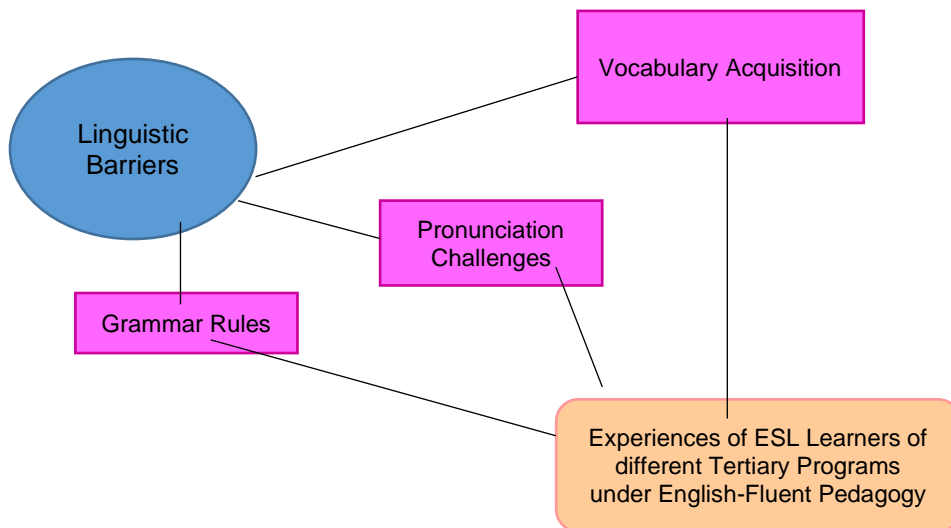 Vocabulary Acquisition
Linguistic
Barriers
Pronunciation
Challenges
Grammar Rules
Experiences of ESL Learners of
different Tertiary Programs
under English-Fluent Pedagogy